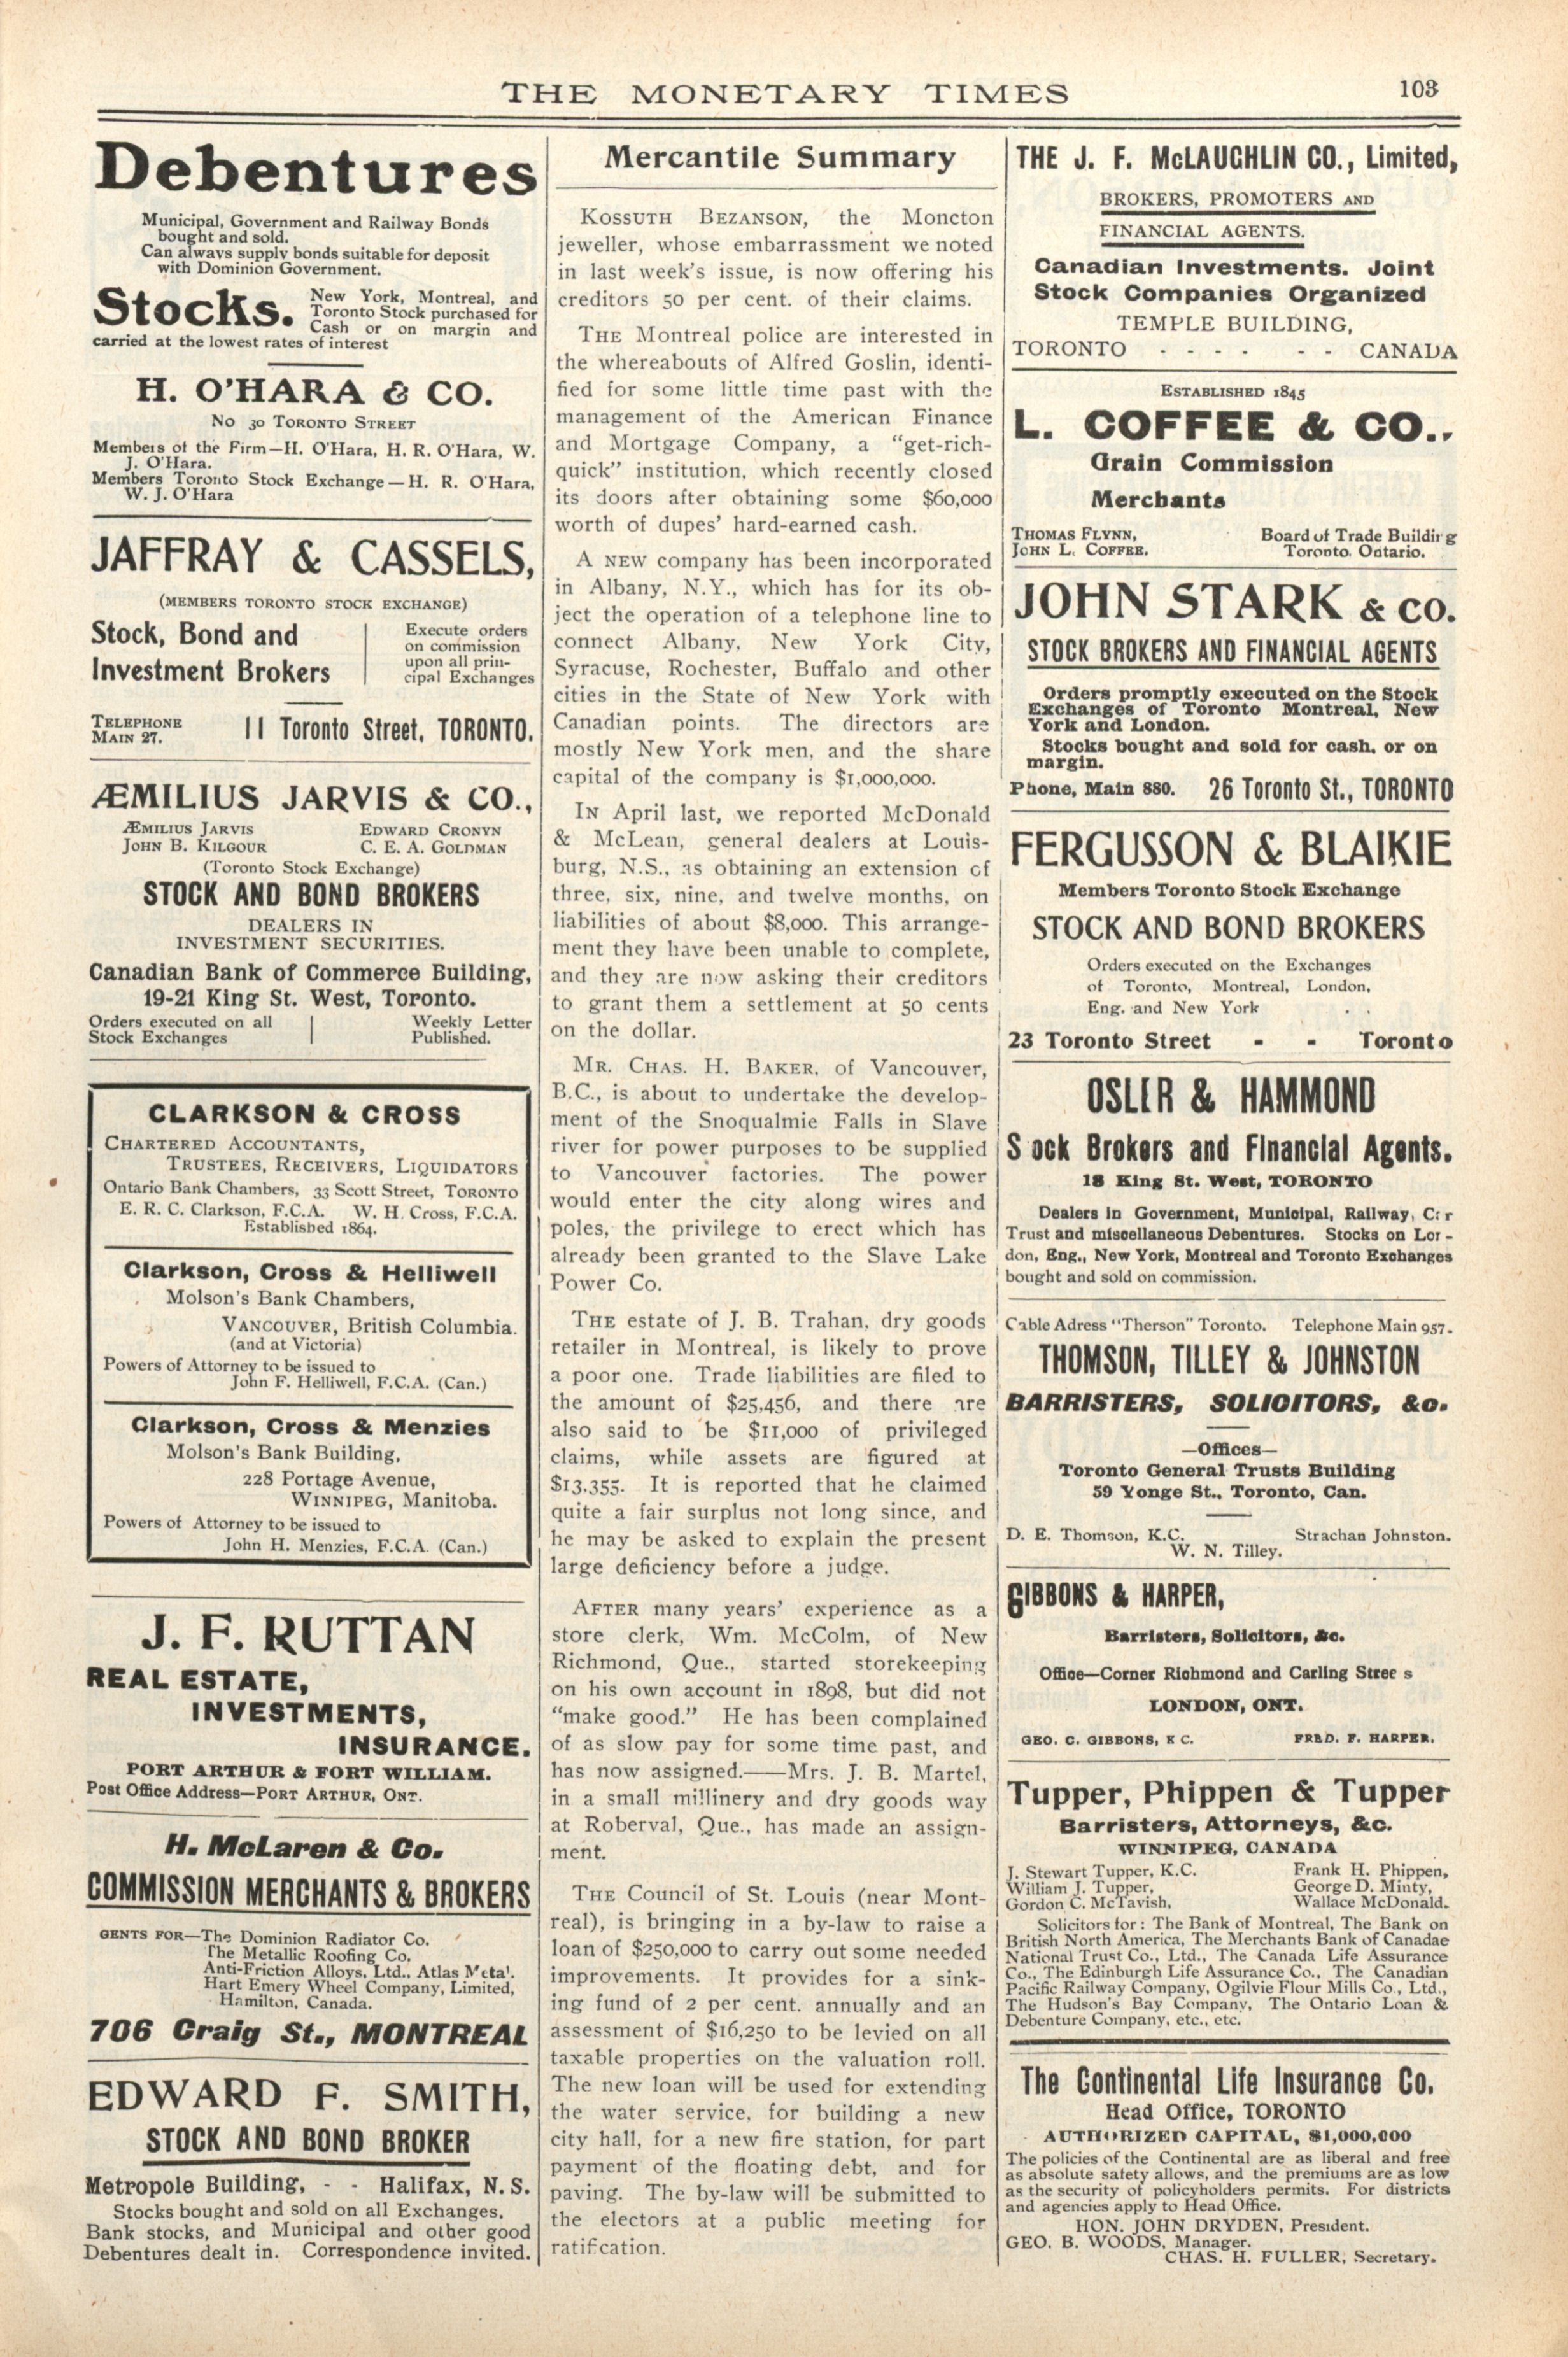 THE MONETARY TIMES 103
Debentures
Municipal, Government and Railway Bonds
bought and sold.
Can always supply bonds suitable for deposit
with Dominion Government.
Stocks. New York, Montreal, and
Toronto Stock purchased for
Cash or on margin and
carried at the lowest rates of interest
H. O'HARA & CO.
No 30 TORONTO STREET
Members of the Firm—H. O'Hara, H. R. O'Hara, W.
J. O'Hara.
Members Toronto Stock Exchange—H. R. O'Hara,
W. J. O'Hara
JAFFRAY & CASSELS,
(MEMBERS TORONTO STOCK EXCHANGE)
Stock, Bond and
Investment Brokers
Execute orders
on commission
upon all prin-
cipal Exchanges
TELEPHONE
MAIN 27.
11 Toronto Street, TORONTO.
ÆMILIUS JARVIS & CO.,
ÆMILIUS JARVIS EDWARD CRONYN
JOHN B. KILGOUR C. E. A. GOLDMAN
(Toronto Stock Exchange)
STOCK AND BOND BROKERS
DEALERS IN
INVESTMENT SECURITIES.
Canadian Bank of Commerce Building,
19-21 King St. West, Toronto.
Orders executed on all
Stock Exchanges
Weekly Letter
Published.
CLARKSON & CROSS
CHARTERED ACCOUNTANTS,
TRUSTEES, RECEIVERS, LIQUIDATORS
Ontario Bank Chambers, 33 Scott Street, TORONTO
E. R. C. Clarkson, F.C.A. W. H. Cross, F.C.A.
Established 1864.
Clarkson, Cross & Helliwell
Molson's Bank Chambers,
VANCOUVER, British Columbia.
(and at Victoria)
Powers of Attorney to be issued to
John F. Helliwell, F.C.A. (Can.)
Clarkson, Cross & Menzies
Molson's Bank Building,
228 Portage Avenue,
WINNIPEG, Manitoba.
Powers of Attorney to be issued to
John H. Menzies, F.C.A. (Can.)
J. F. RUTTAN
REAL ESTATE,
INVESTMENTS,
INSURANCE.
PORT ARTHUR & FORT WILLIAM.
Post Office Address—PORT ARTHUR, ONT.
H. McLaren & Co.
COMMISSION MERCHANTS & BROKERS
GENTS FOR—The Dominion Radiator Co.
The Metallic Roofing Co.
Anti-Friction Alloys, Ltd., Atlas Metal.
Hart Emery Wheel Company, Limited,
Hamilton, Canada.
706 Craig St., MONTREAL
EDWARD F. SMITH,
STOCK AND BOND BROKER
Metropole Building, - - Halifax, N. S.
Stocks bought and sold on all Exchanges,
Bank stocks, and Municipal and other good
Debentures dealt in. Correspondence invited.
Mercantile Summary
KOSSUTH BEZANSON, the Moncton
jeweller, whose embarrassment we noted
in last week's issue, is now offering his
creditors 50 per cent. of their claims.
THE Montreal police are interested in
the whereabouts of Alfred Goslin, identi-
fied for some little time past with the
management of the American Finance
and Mortgage Company, a "get-rich-
quick" institution, which recently closed
its doors after obtaining some $60,000
worth of dupes' hard-earned cash.
A NEW company has been incorporated
in Albany, N.Y., which has for its ob-
ject the operation of a telephone line to
connect Albany, New York City,
Syracuse, Rochester, Buffalo and other
cities in the State of New York with
Canadian points. The directors are
mostly New York men, and the share
capital of the company is $1,000,000.
IN April last, we reported McDonald
& McLean, general dealers at Louis-
burg, N.S., as obtaining an extension of
three, six, nine, and twelve months, on
liabilities of about $8,000. This arrange-
ment they have been unable to complete,
and they are now asking their creditors
to grant them a settlement at 50 cents
on the dollar.
MR. CHAS. H. BAKER, of Vancouver,
B.C., is about to undertake the develop-
ment of the Snoqualmie Falls in Slave
river for power purposes to be supplied
to Vancouver factories. The power
would enter the city along wires and
poles, the privilege to erect which has
already been granted to the Slave Lake
Power Co.
THE estate of J. B. Trahan, dry goods
retailer in Montreal, is likely to prove
a poor one. Trade liabilities are filed to
the amount of $25,456, and there are
also said to be $11,000 of privileged
claims, while assets are figured at
$13,355. It is reported that he claimed
quite a fair surplus not long since, and
he may be asked to explain the present
large deficiency before a judge.
AFTER many years' experience as a
store clerk, Wm. McColm, of New
Richmond, Que., started storekeeping
on his own account in 1898, but did not
"make good." He has been complained
of as slow pay for some time past, and
has now assigned.——Mrs. J. B. Martel,
in a small millinery and dry goods way
at Roberval, Que., has made an assign-
ment.
THE Council of St. Louis (near Mont-
real), is bringing in a by-law to raise a
loan of $250,000 to carry out some needed
improvements. It provides for a sink-
ing fund of 2 per cent. annually and an
assessment of $16,250 to be levied on all
taxable properties on the valuation roll.
The new loan will be used for extending
the water service, for building a new
city hall, for a new fire station, for part
payment of the floating debt, and for
paving. The by-law will be submitted to
the electors at a public meeting for
ratification.
THE J. F. McLAUGHLIN CO., Limited,
BROKERS, PROMOTERS AND
FINANCIAL AGENTS.
Canadian Investments. Joint
Stock Companies Organized
TEMPLE BUILDING,
TORONTO - - - - - - CANADA
ESTABLISHED 1845
L. COFFEE & CO.,
Grain Commission
Merchants
THOMAS FLYNN,
JOHN L. COFFEE.
Board of Trade Building
Toronto, Ontario.
JOHN STARK & CO.
STOCK BROKERS AND FINANCIAL AGENTS
Orders promptly executed on the Stock
Exchanges of Toronto Montreal, New
York and London.
Stocks bought and sold for cash, or on
margin.
Phone, Main 880. 26 Toronto St., TORONTO
FERGUSSON & BLAIKIE
Members Toronto Stock Exchange
STOCK AND BOND BROKERS
Orders executed on the Exchanges
of Toronto, Montreal, London,
Eng. and New York . .
23 Toronto Street - - Toronto
OSLER & HAMMOND
S ock Brokers and Financial Agents.
18 King St. West, TORONTO
Dealers in Government, Municipal, Railway, Car
Trust and miscellaneous Debentures. Stocks on Lon-
don, Eng., New York, Montreal and Toronto Exchanges
bought and sold on commission.
Cable Adress "Therson" Toronto. Telephone Main 957.
THOMSON, TILLEY & JOHNSTON
BARRISTERS, SOLICITORS, &c.
—Offices—
Toronto General Trusts Building
59 Yonge St., Toronto, Can.
D. E. Thomson, K.C. Strachan Johnston.
W. N. Tilley.
GIBBONS & HARPER,
Barristers, Solicitors, &c.
Office—Corner Richmond and Carling Stree s
LONDON, ONT.
GEO. C. GIBBONS, K C. FRED. F. HARPER.
Tupper, Phippen & Tupper
Barristers, Attorneys, &c.
WINNIPEG, CANADA
J. Stewart Tupper, K.C. Frank H. Phippen,
William J. Tupper, George D. Minty,
Gordon C. McTavish, Wallace McDonald.
Solicitors for: The Bank of Montreal, The Bank on
British North America, The Merchants Bank of Canadae
National Trust Co., Ltd., The Canada Life Assurance
Co., The Edinburgh Life Assurance Co., The Canadian
Pacific Railway Company, Ogilvie Flour Mills Co., Ltd.,
The Hudson's Bay Company, The Ontario Loan &
Debenture Company, etc., etc.
The Continental Life Insurance Co.
Head Office, TORONTO
AUTHORIZED CAPITAL, $1,000,000
The policies of the Continental are as liberal and free
as absolute safety allows, and the premiums are as low
as the security of policyholders permits. For districts
and agencies apply to Head Office.
HON. JOHN DRYDEN, President.
GEO. B. WOODS, Manager.
CHAS. H. FULLER, Secretary.